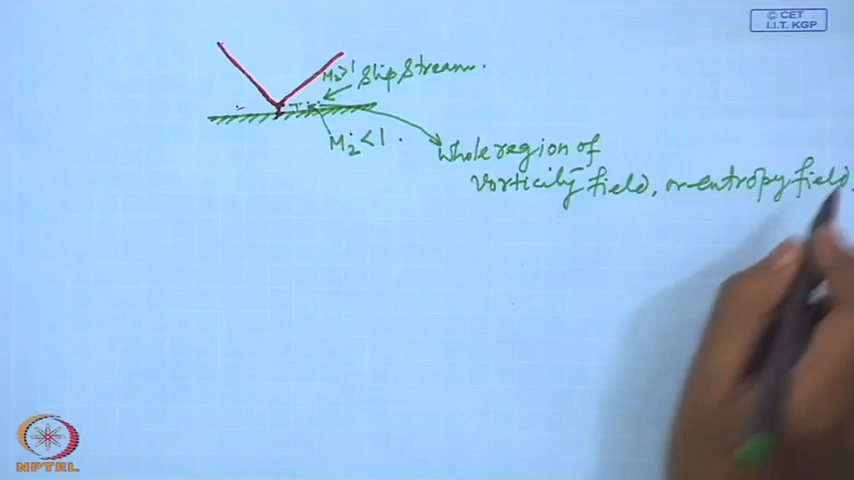 © CET
I.I.T. KGP
M₂>1 Slip Stream.
M₂<1.
Whole region of
Vorticity field, or entropy field.
NPTEL